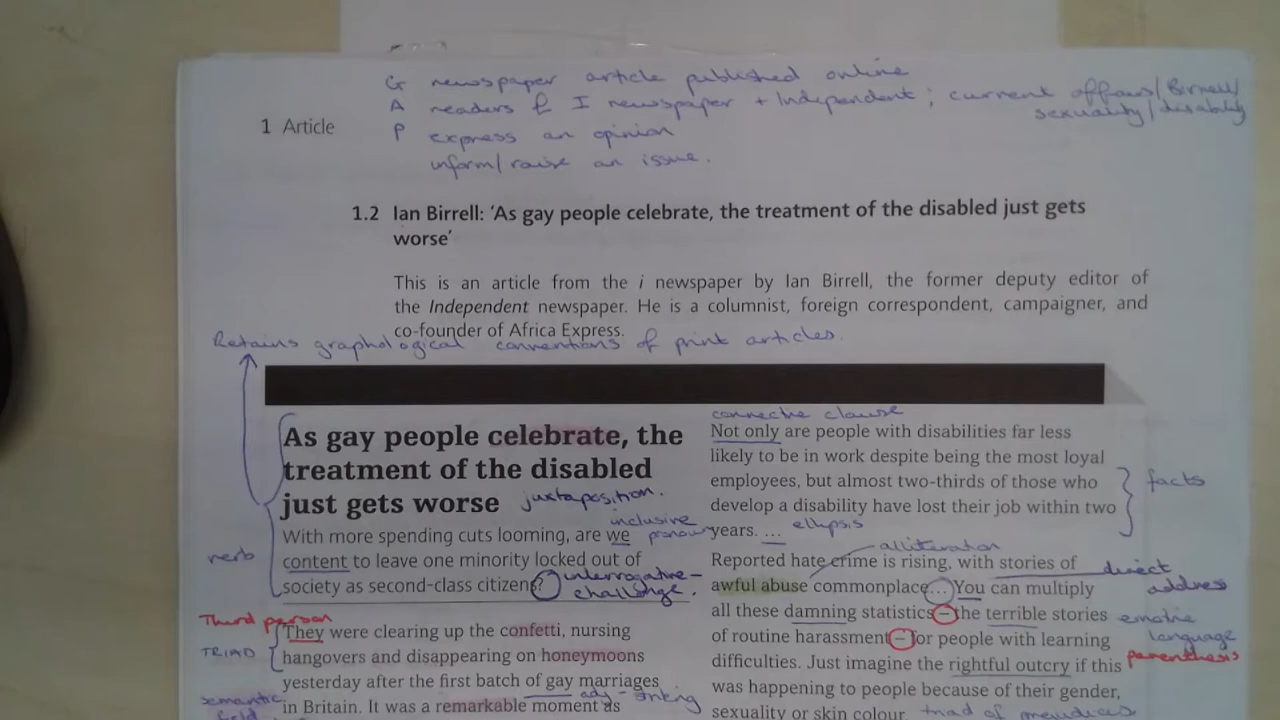 G newspaper article published online
A readers of I newspaper + Independent; current affairs/Birrell/
sexuality/disability
1 Article
P express an opinion
inform/raise an issue.
1.2 Ian Birrell: 'As gay people celebrate, the treatment of the disabled just gets
worse'
This is an article from the i newspaper by Ian Birrell, the former deputy editor of
the Independent newspaper. He is a columnist, foreign correspondent, campaigner, and
co-founder of Africa Express.
Retains graphological conventions of print articles.
As gay people celebrate, the
treatment of the disabled
just gets worse juxtaposition.
inclusive
pronoun
With more spending cuts looming, are we
verb
content to leave one minority locked out of
society as second-class citizens? interrogative -
challenge.
Third person
They were clearing up the confetti, nursing
TRIAD
hangovers and disappearing on honeymoons
yesterday after the first batch of gay marriages
semantic
field
adj - striking
in Britain. It was a remarkable moment as
connective clause
Not only are people with disabilities far less
likely to be in work despite being the most loyal
employees, but almost two-thirds of those who
facts
develop a disability have lost their job within two
years. ... ellipsis
alliteration
Reported hate crime is rising, with stories of
direct
address
awful abuse commonplace... You can multiply
all these damning statistics – the terrible stories
emotive
language
of routine harassment – for people with learning
parenthesis
difficulties. Just imagine the rightful outcry if this
was happening to people because of their gender,
sexuality or skin colour. triad of prejudices